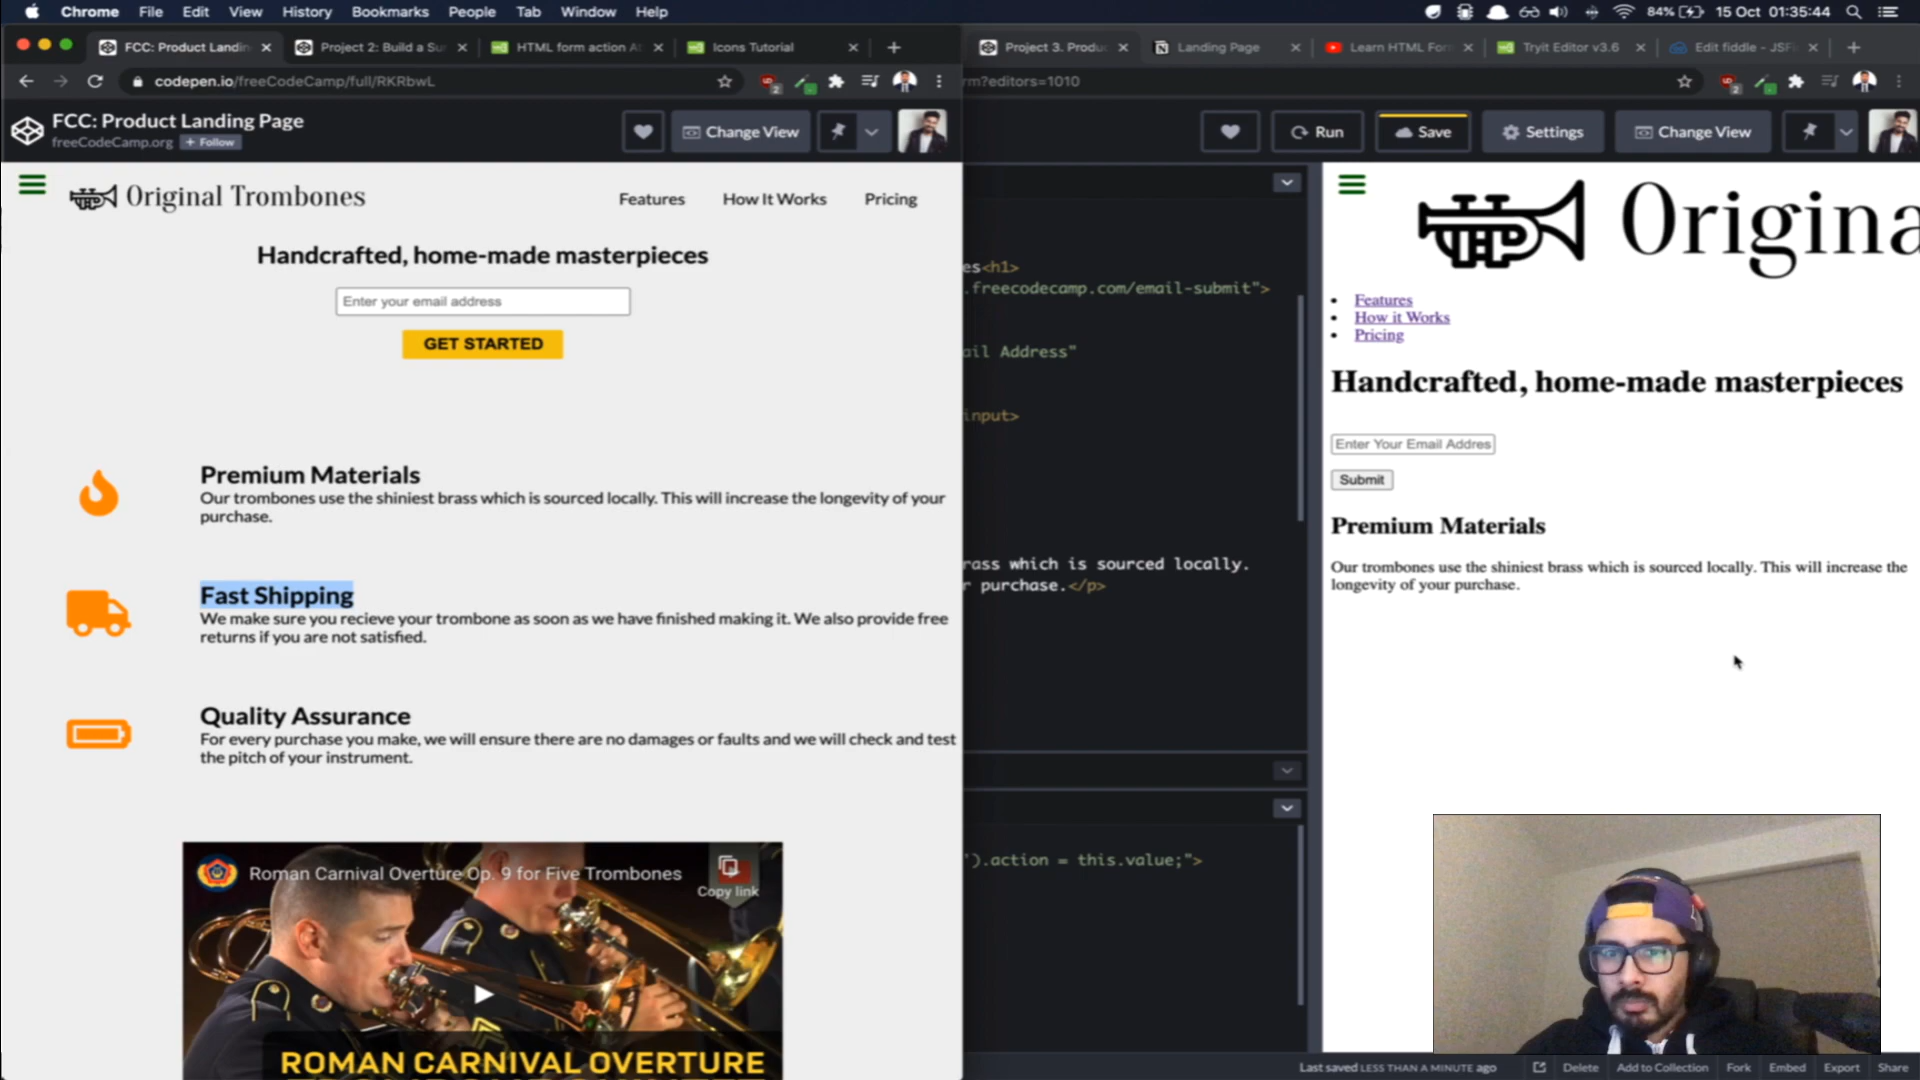 Chrome File Edit View History Bookmarks People Tab Window Help
84% 15 Oct 01:35:44
FCC: Product Landin
Project 2: Build a Su
HTML form action A
Icons Tutorial
Project 3. Produc
Landing Page
Learn HTML For
Tryit Editor v3.6
Edit fiddle - JSFi
codepen.io/freeCodeCamp/full/RKRbwL
rm?editores=1010
FCC: Product Landing Page
freeCodeCamp.org + Follow
Change View
Run
Save
Settings
Change View
Original Trombones
Features
How It Works
Pricing
Handcrafted, home-made masterpieces
Enter your email address
GET STARTED
Premium Materials
Our trombones use the shiniest brass which is sourced locally. This will increase the longevity of your
purchase.
Fast Shipping
We make sure you recieve your trombone as soon as we have finished making it. We also provide free
returns if you are not satisfied.
Quality Assurance
For every purchase you make, we will ensure there are no damages or faults and we will check and test
the pitch of your instrument.
Roman Carnival Overture Op. 9 for Five Trombones
Copy link
ROMAN CARNIVAL OVERTURE
es<h1>
.freecodecamp.com/email-submit">
ail Address"
input>
rass which is sourced locally.
r purchase.</p>
').action = this.value;">
Origina
Features
How it Works
Pricing
Handcrafted, home-made masterpieces
Enter Your Email Addres
Submit
Premium Materials
Our trombones use the shiniest brass which is sourced locally. This will increase the
longevity of your purchase.
Last saved LESS THAN A MINUTE ago
Delete
Add to Collection
Fork
Embed
Export
Share